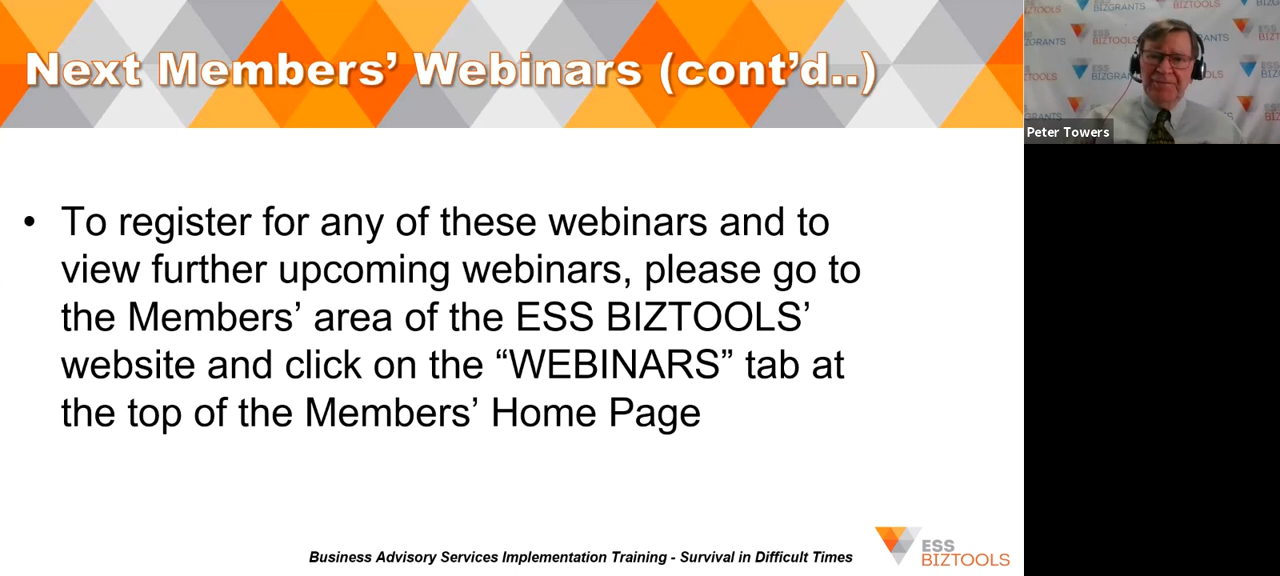 Next Members’ Webinars (cont’d..)
• To register for any of these webinars and to
view further upcoming webinars, please go to
the Members’ area of the ESS BIZTOOLS’
website and click on the “WEBINARS” tab at
the top of the Members’ Home Page
Business Advisory Services Implementation Training - Survival in Difficult Times
ESS
BIZTOOLS
BIZTOOLS
BIZGRANTS
Peter Towers